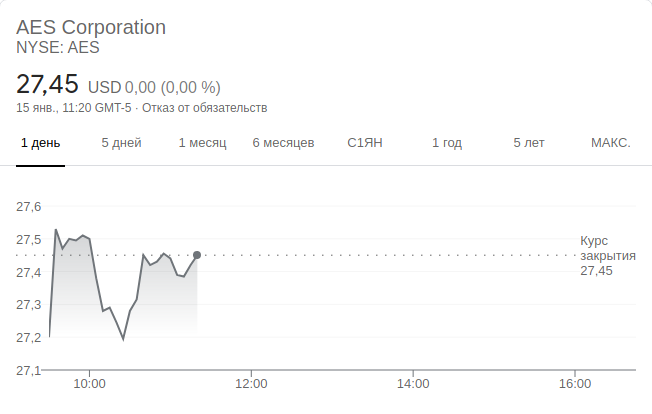 AES Corporation
NYSE: AES
27,45 USD 0,00 (0,00 %)
15 янв., 11:20 GMT-5 · Отказ от обязательств
1 день 5 дней 1 месяц 6 месяцев С1ЯН 1 год 5 лет МАКС.
27,6
27,5
27,4
27,3
27,2
27,1
Курс
закрытия
27,45
10:00 12:00 14:00 16:00